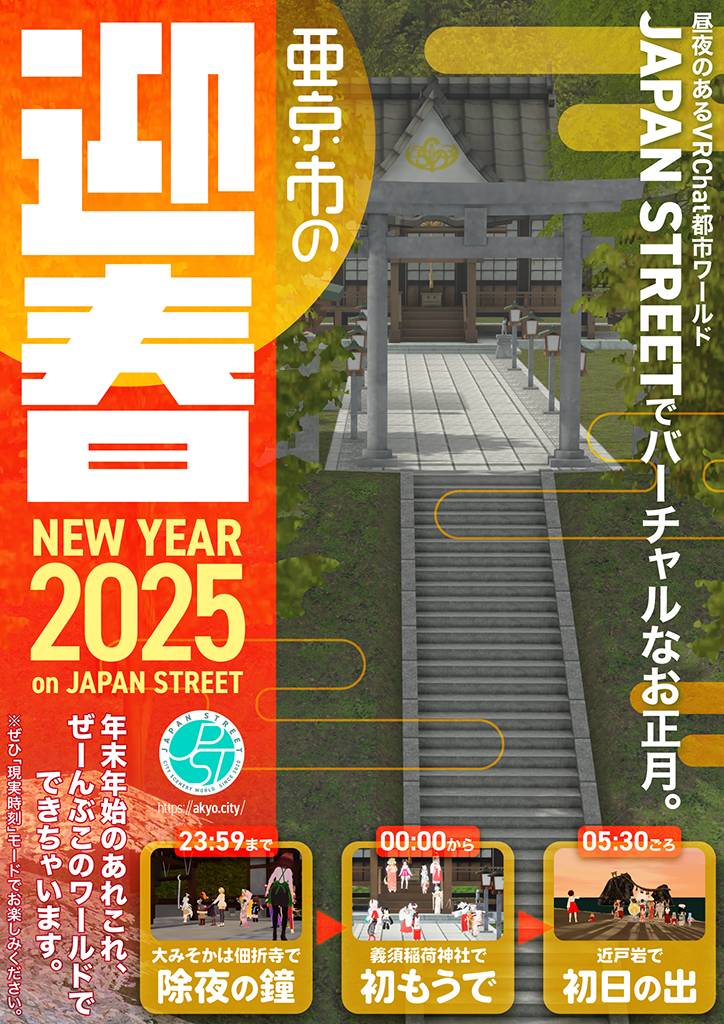 昼夜のあるVRChat都市ワールド
JAPAN STREETでバーチャルなお正月。
亜京市の
迎春
NEW YEAR
2025
on JAPAN STREET
JAPAN STREET
JPST
CITY SCENERY WORLD SINCE 2020
https://akyo.city/
年末年始のあれこれ、
ぜーんぶこのワールドで
できちゃいます。
※ぜひ「現実時刻」モードでお楽しみください。
23:59まで
大みそかは佃折寺で
除夜の鐘
00:00から
義須稲荷神社で
初もうで
05:30ごろ
近戸岩で
初日の出